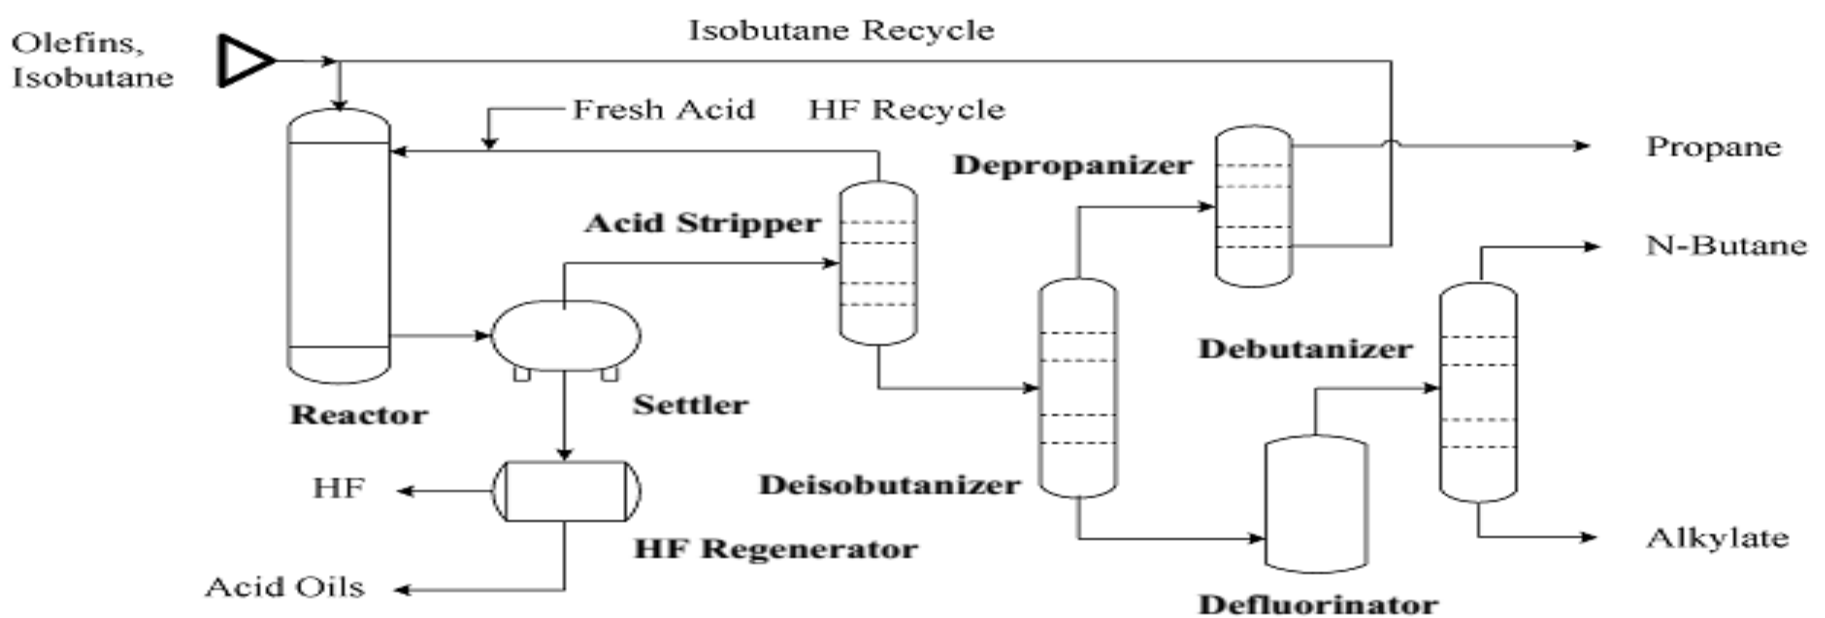 Isobutane Recycle
Olefins,
Isobutane
Fresh Acid
HF Recycle
Depropanizer
Propane
Acid Stripper
N-Butane
Debutanizer
Reactor
Settler
HF
Deisobutanizer
HF Regenerator
Alkylate
Acid Oils
Defluorinator